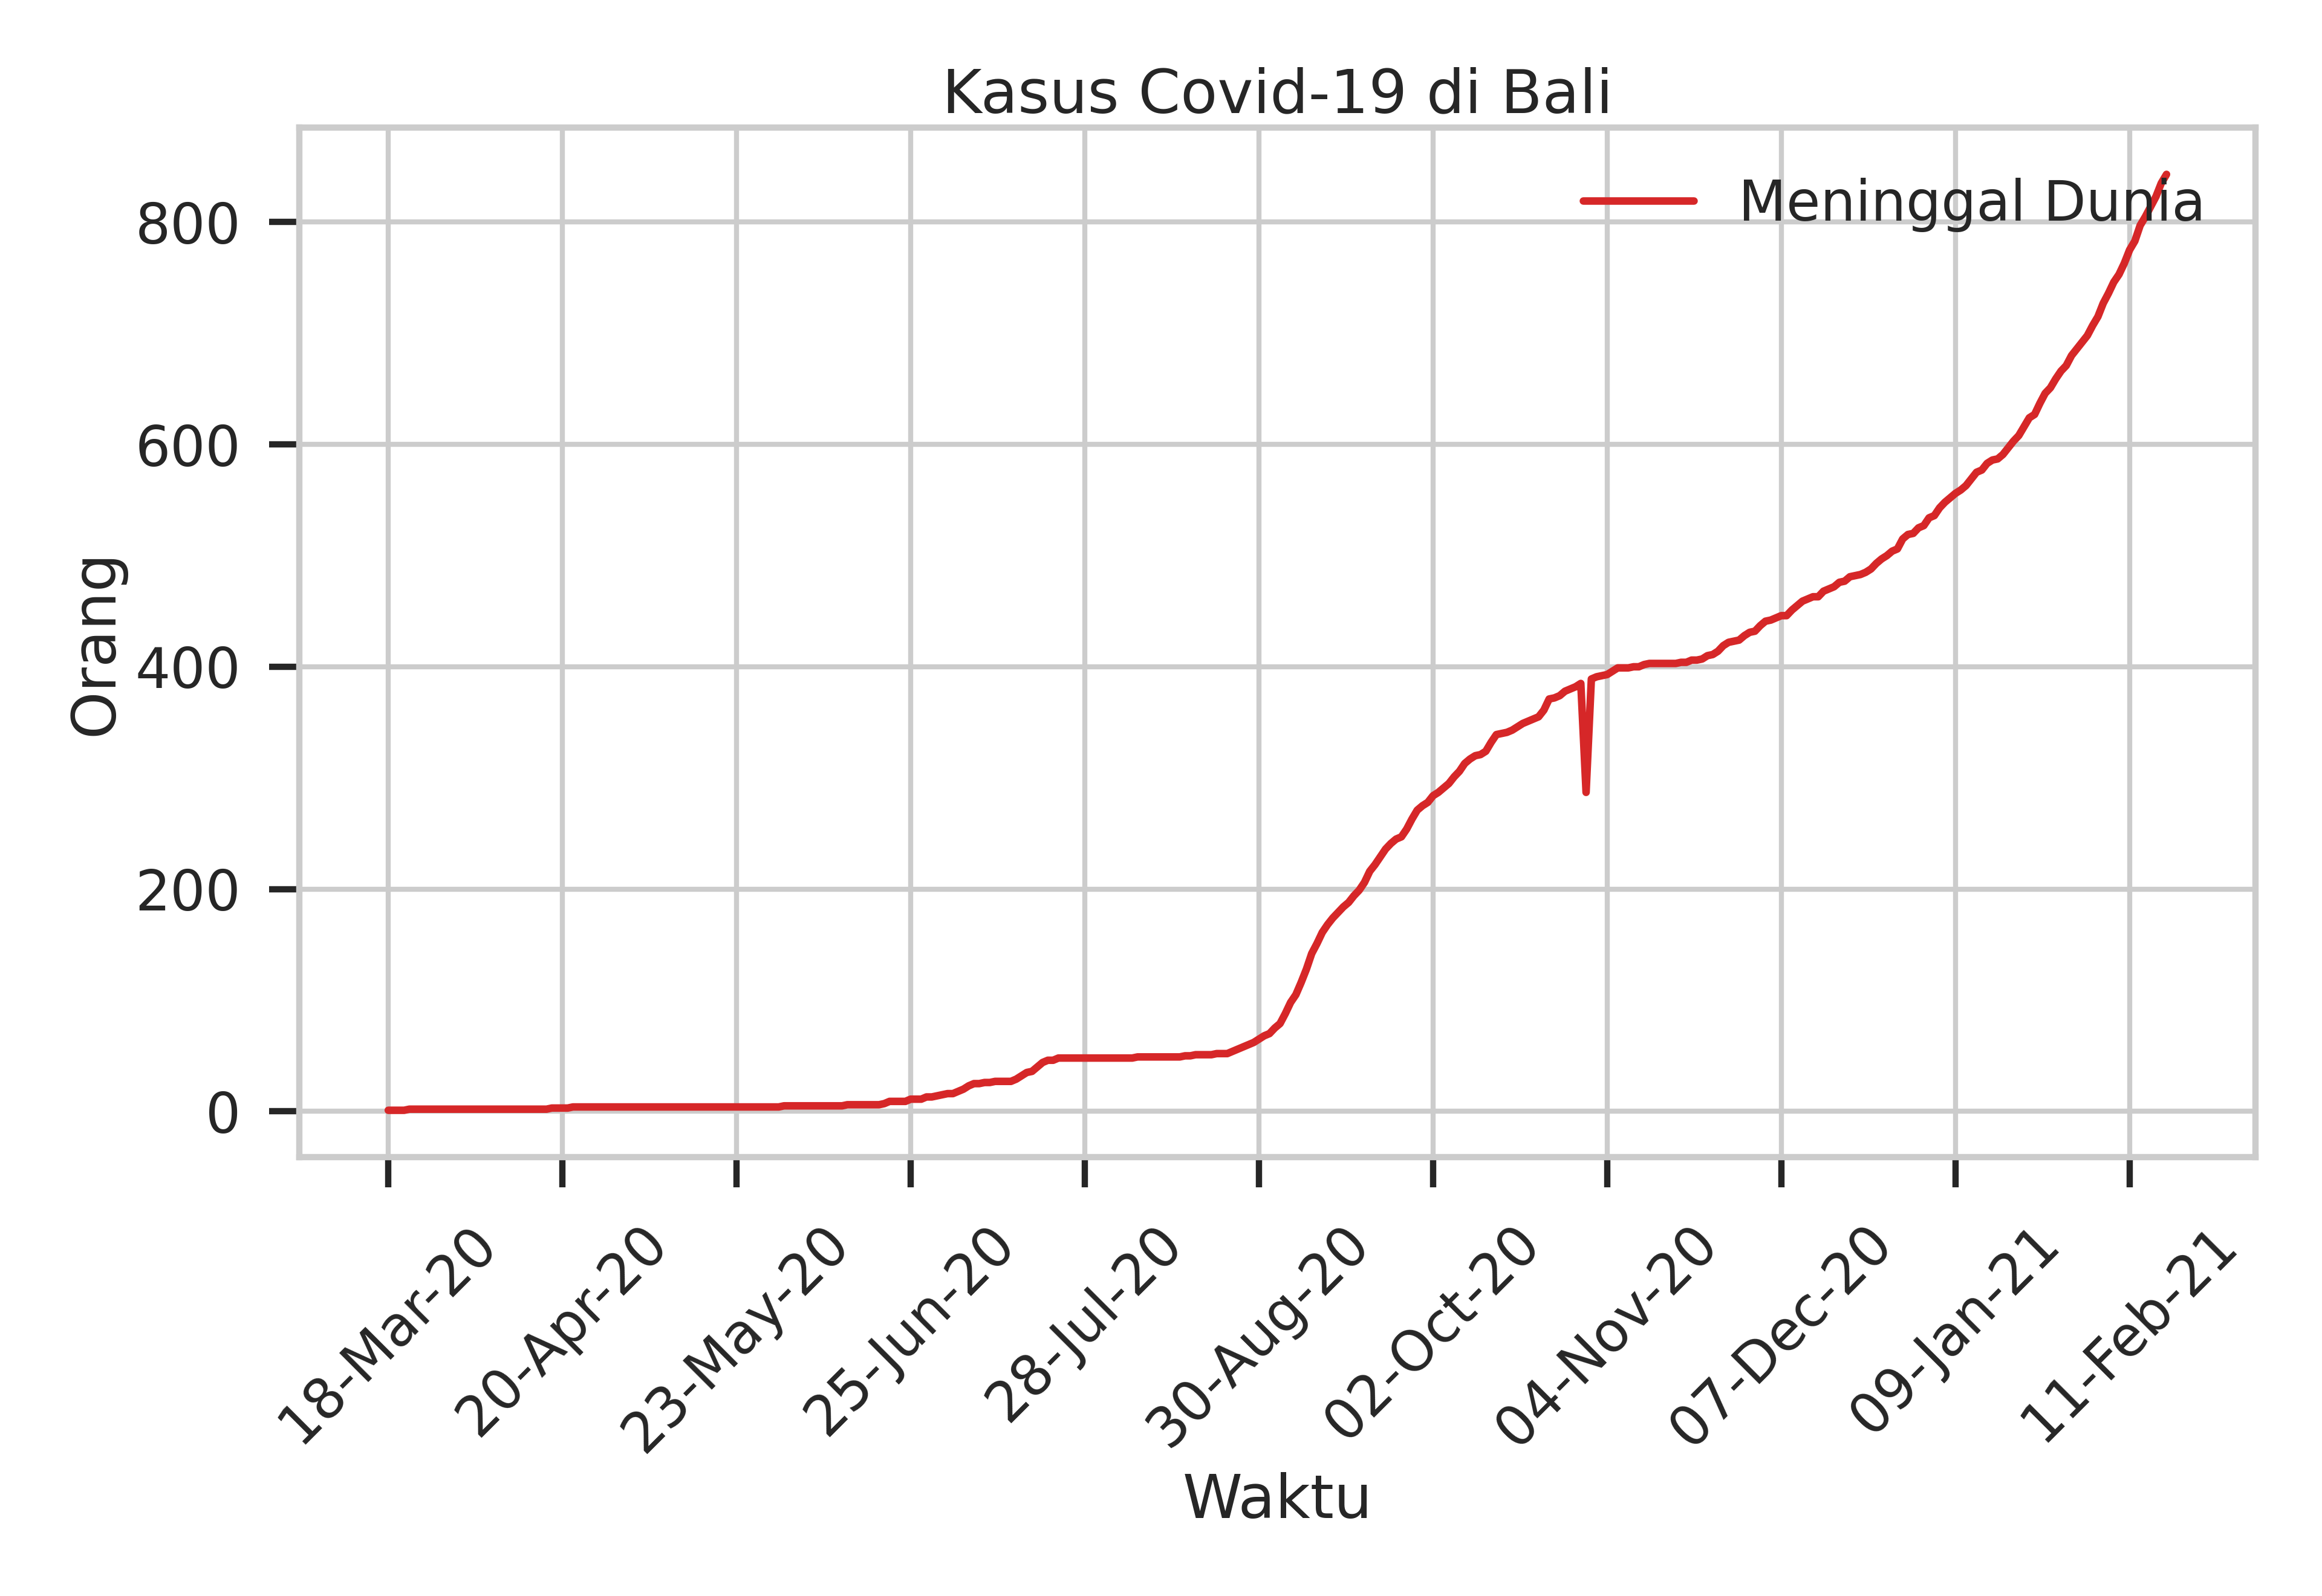 Kasus Covid-19 di Bali
Meninggal Dunia
800
600
400
200
0
Orang
18-Mar-20
20-Apr-20
23-May-20
25-Jun-20
28-Jul-20
30-Aug-20
02-Oct-20
04-Nov-20
07-Dec-20
09-Jan-21
11-Feb-21
Waktu